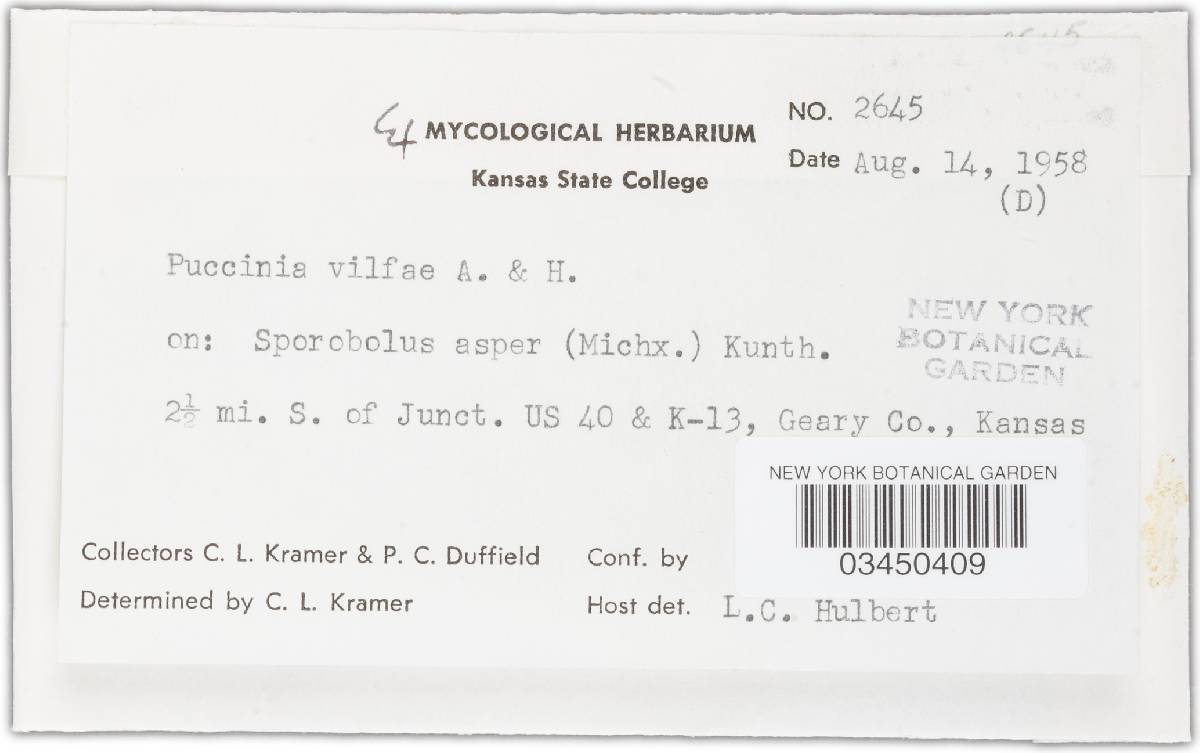 2645
MYCOLOGICAL HERBARIUM
Kansas State College
NO. 2645
Date Aug. 14, 1958
(D)
Puccinia vilfae A. & H.
on: Sporobolus asper (Michx.) Kunth.
2½ mi. S. of Junct. US 40 & K-13, Geary Co., Kansas
NEW YORK
BOTANICAL
GARDEN
NEW YORK BOTANICAL GARDEN
03450409
Collectors C. L. Kramer & P. C. Duffield
Conf. by
Determined by C. L. Kramer
Host det. L.C. Hulbert